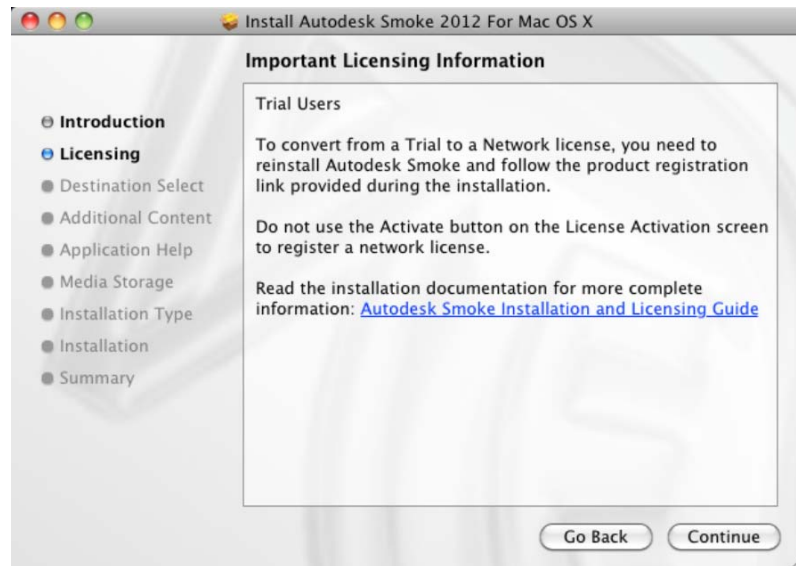 Install Autodesk Smoke 2012 For Mac OS X
Important Licensing Information
Introduction
Licensing
Destination Select
Additional Content
Application Help
Media Storage
Installation Type
Installation
Summary
Trial Users
To convert from a Trial to a Network license, you need to
reinstall Autodesk Smoke and follow the product registration
link provided during the installation.
Do not use the Activate button on the License Activation screen
to register a network license.
Read the installation documentation for more complete
information: Autodesk Smoke Installation and Licensing Guide
Go Back
Continue